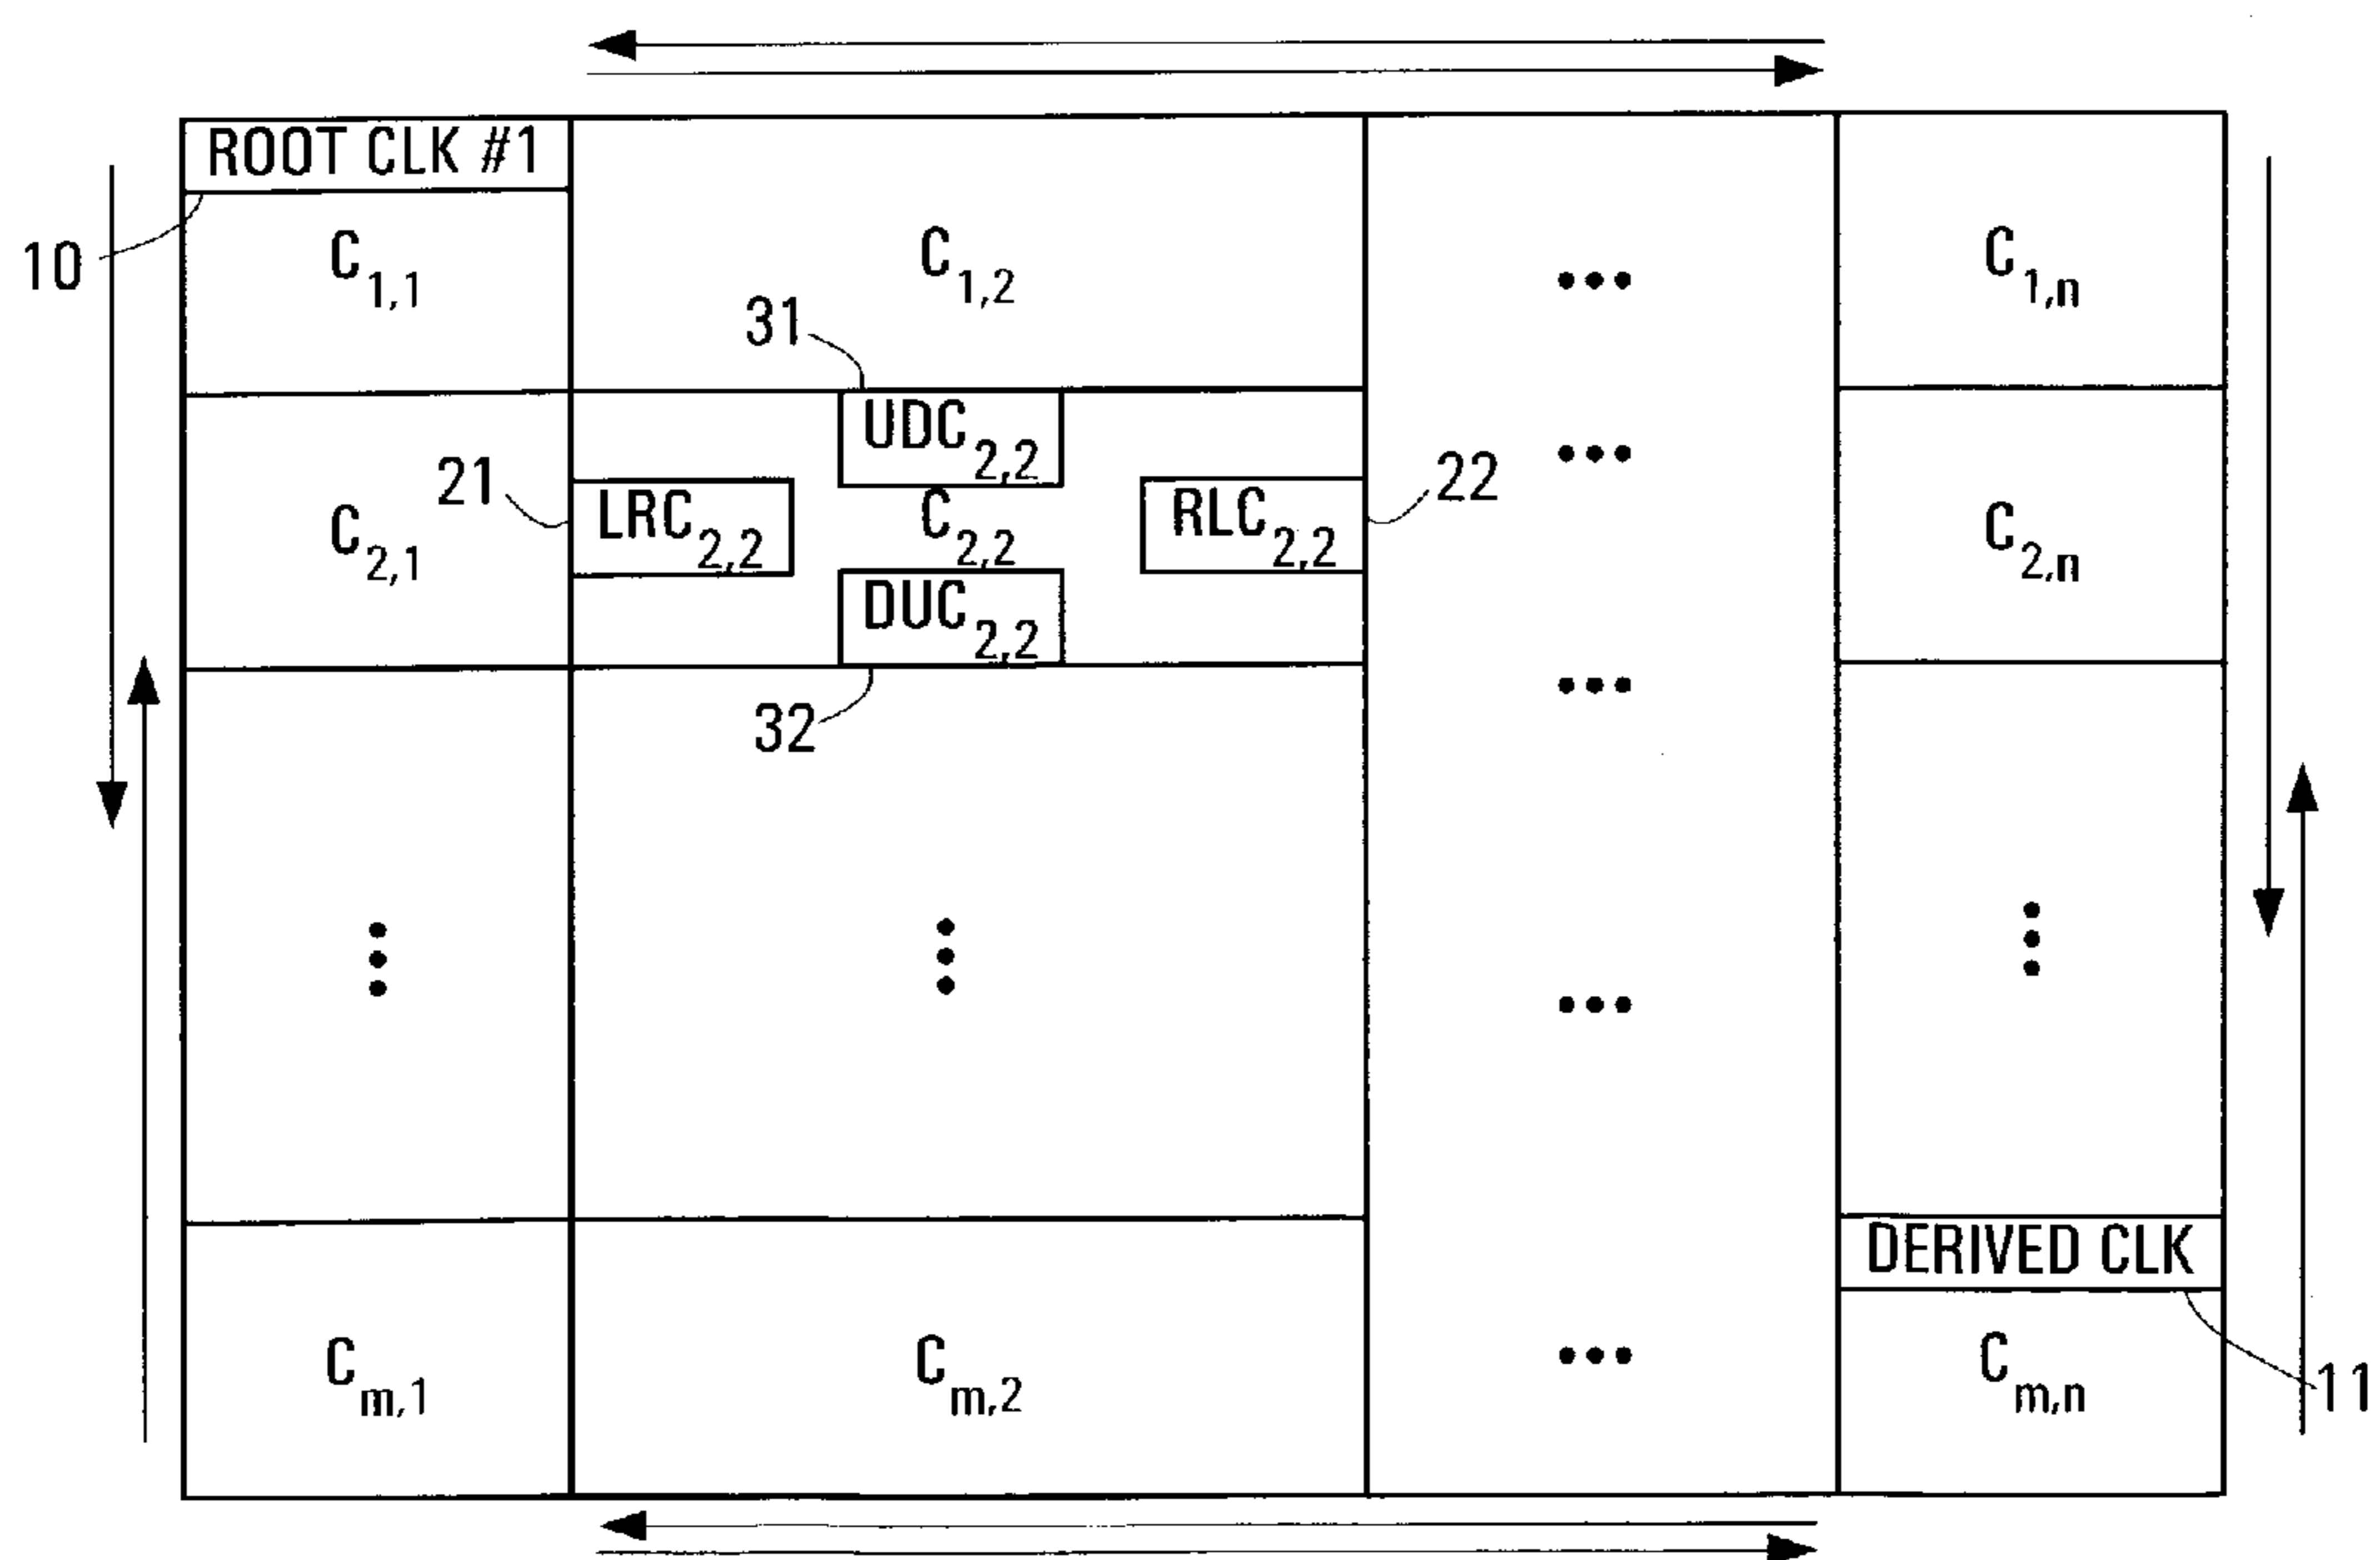 ROOT CLK #1
10
C1,1
C1,2
C1,n
31
UDC2,2
21
LRC2,2
C2,2
RLC2,2
22
C2,1
C2,n
DUC2,2
32
DERIVED CLK
Cm,1
Cm,2
Cm,n
11